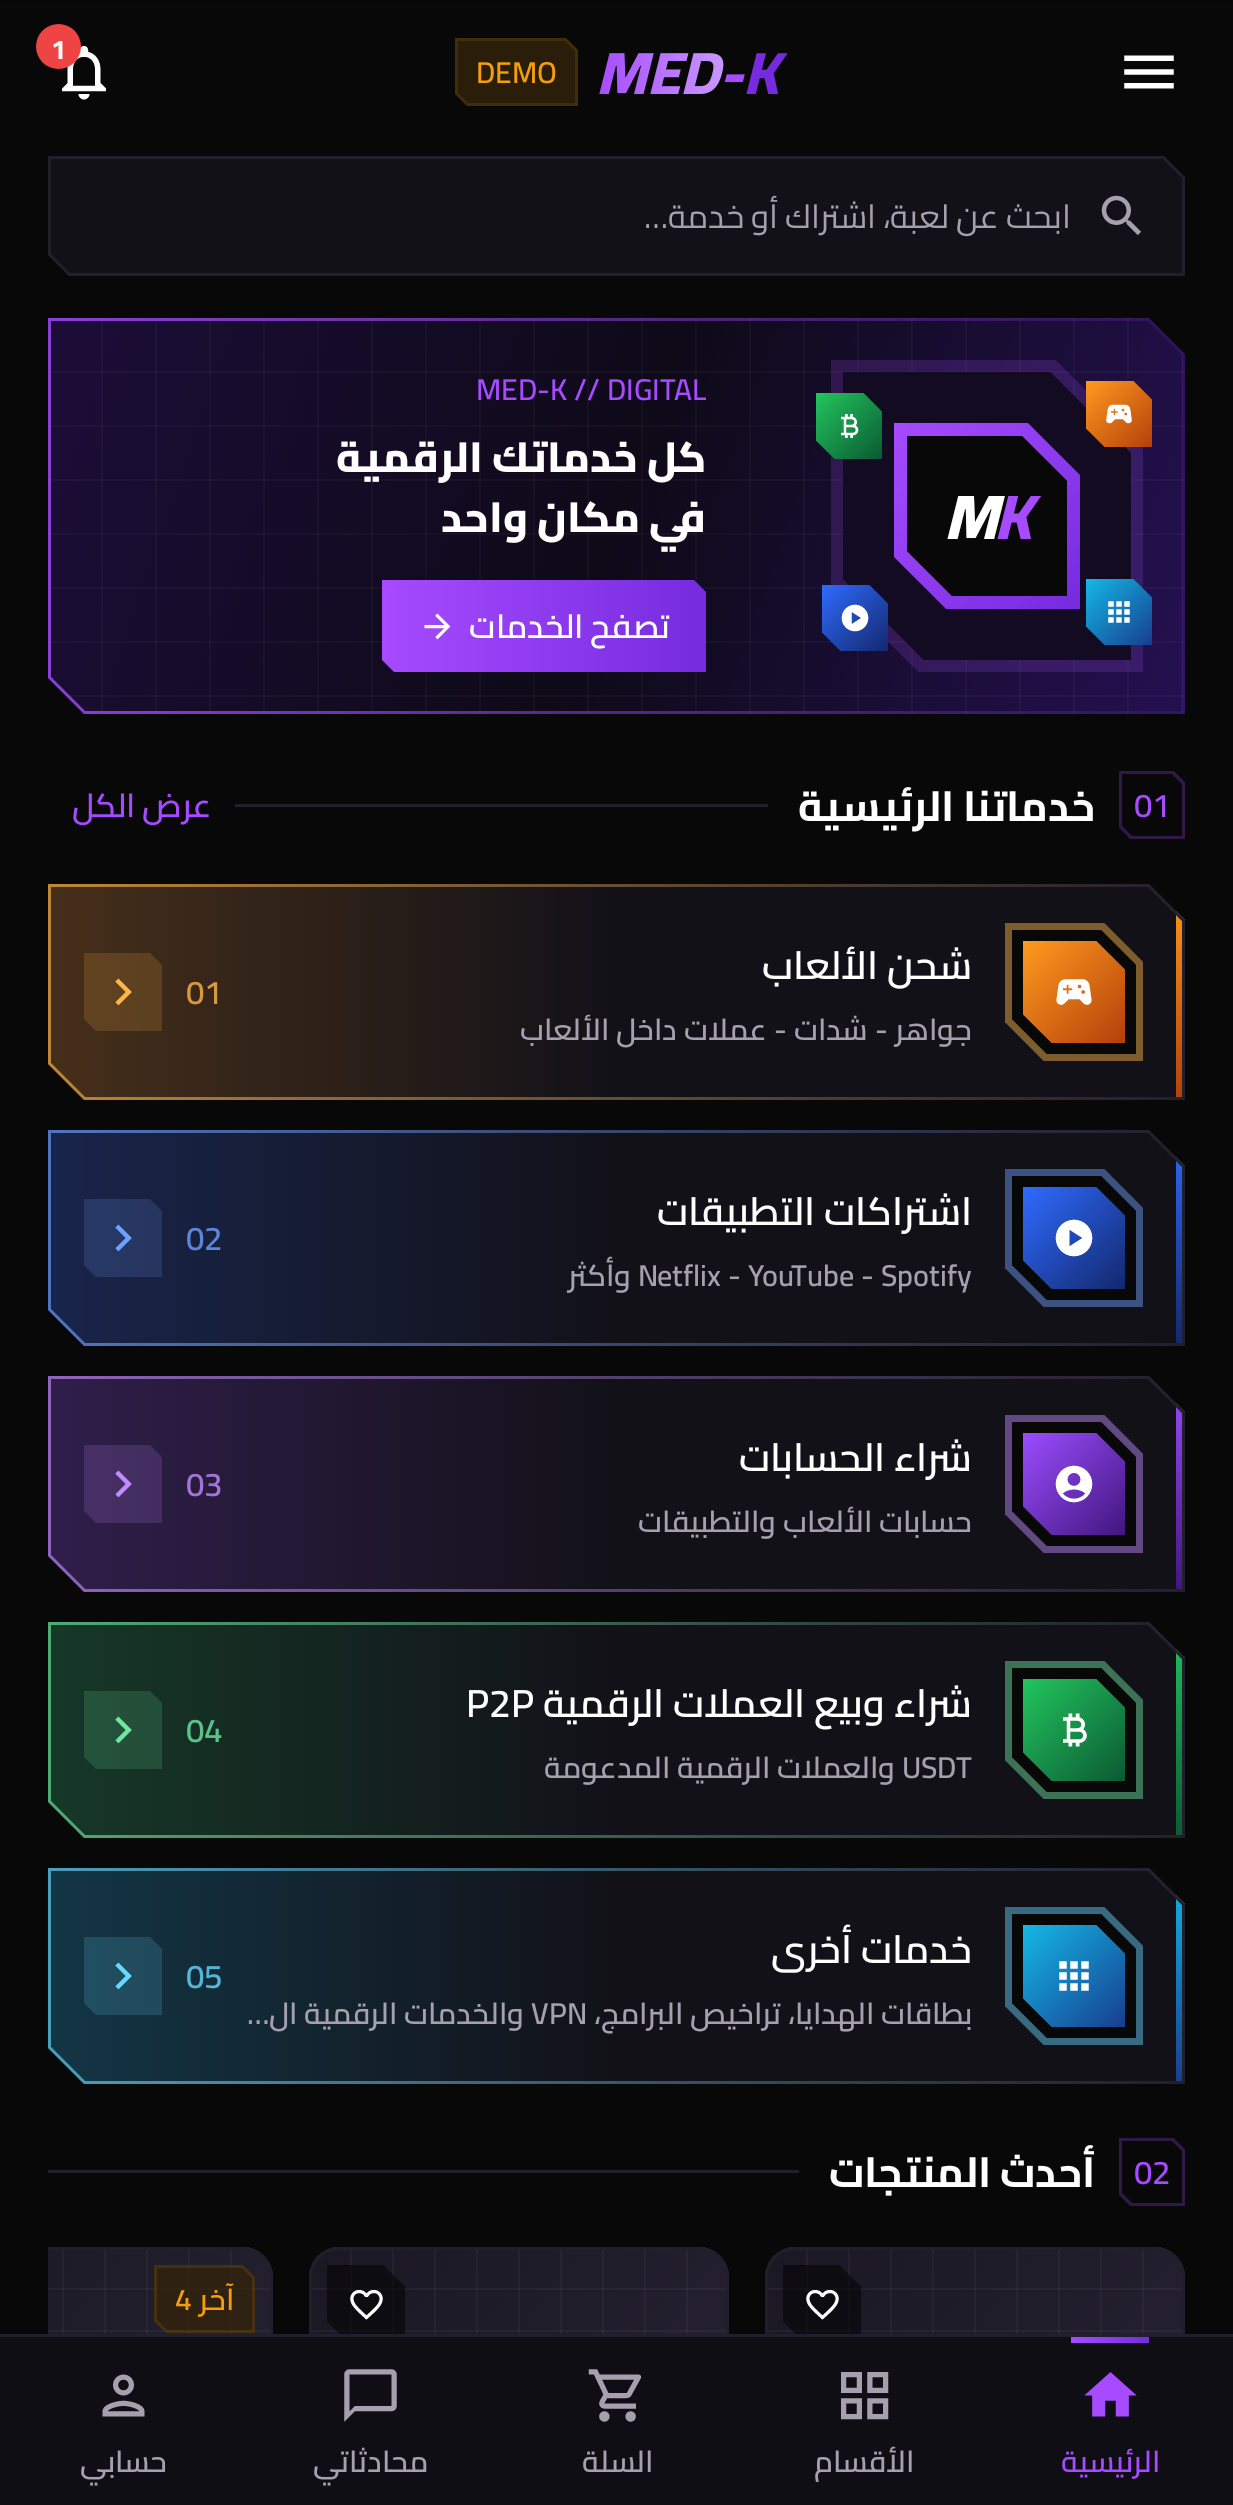 MED-K
DEMO
1
ابحث عن لعبة، اشتراك أو خدمة...
MK
MED-K // DIGITAL
كل خدماتك الرقمية
في مكان واحد
تصفح الخدمات
01
خدماتنا الرئيسية
عرض الكل
شحن الألعاب
جواهر - شدات - عملات داخل الألعاب
01
اشتراكات التطبيقات
Netflix - YouTube - Spotify وأكثر
02
شراء الحسابات
حسابات الألعاب والتطبيقات
03
شراء وبيع العملات الرقمية P2P
USDT والعملات الرقمية المدعومة
04
خدمات أخرى
بطاقات الهدايا، تراخيص البرامج، VPN والخدمات الرقمية ال...
05
02
أحدث المنتجات
آخر 4
الرئيسية
الأقسام
السلة
محادثاتي
حسابي